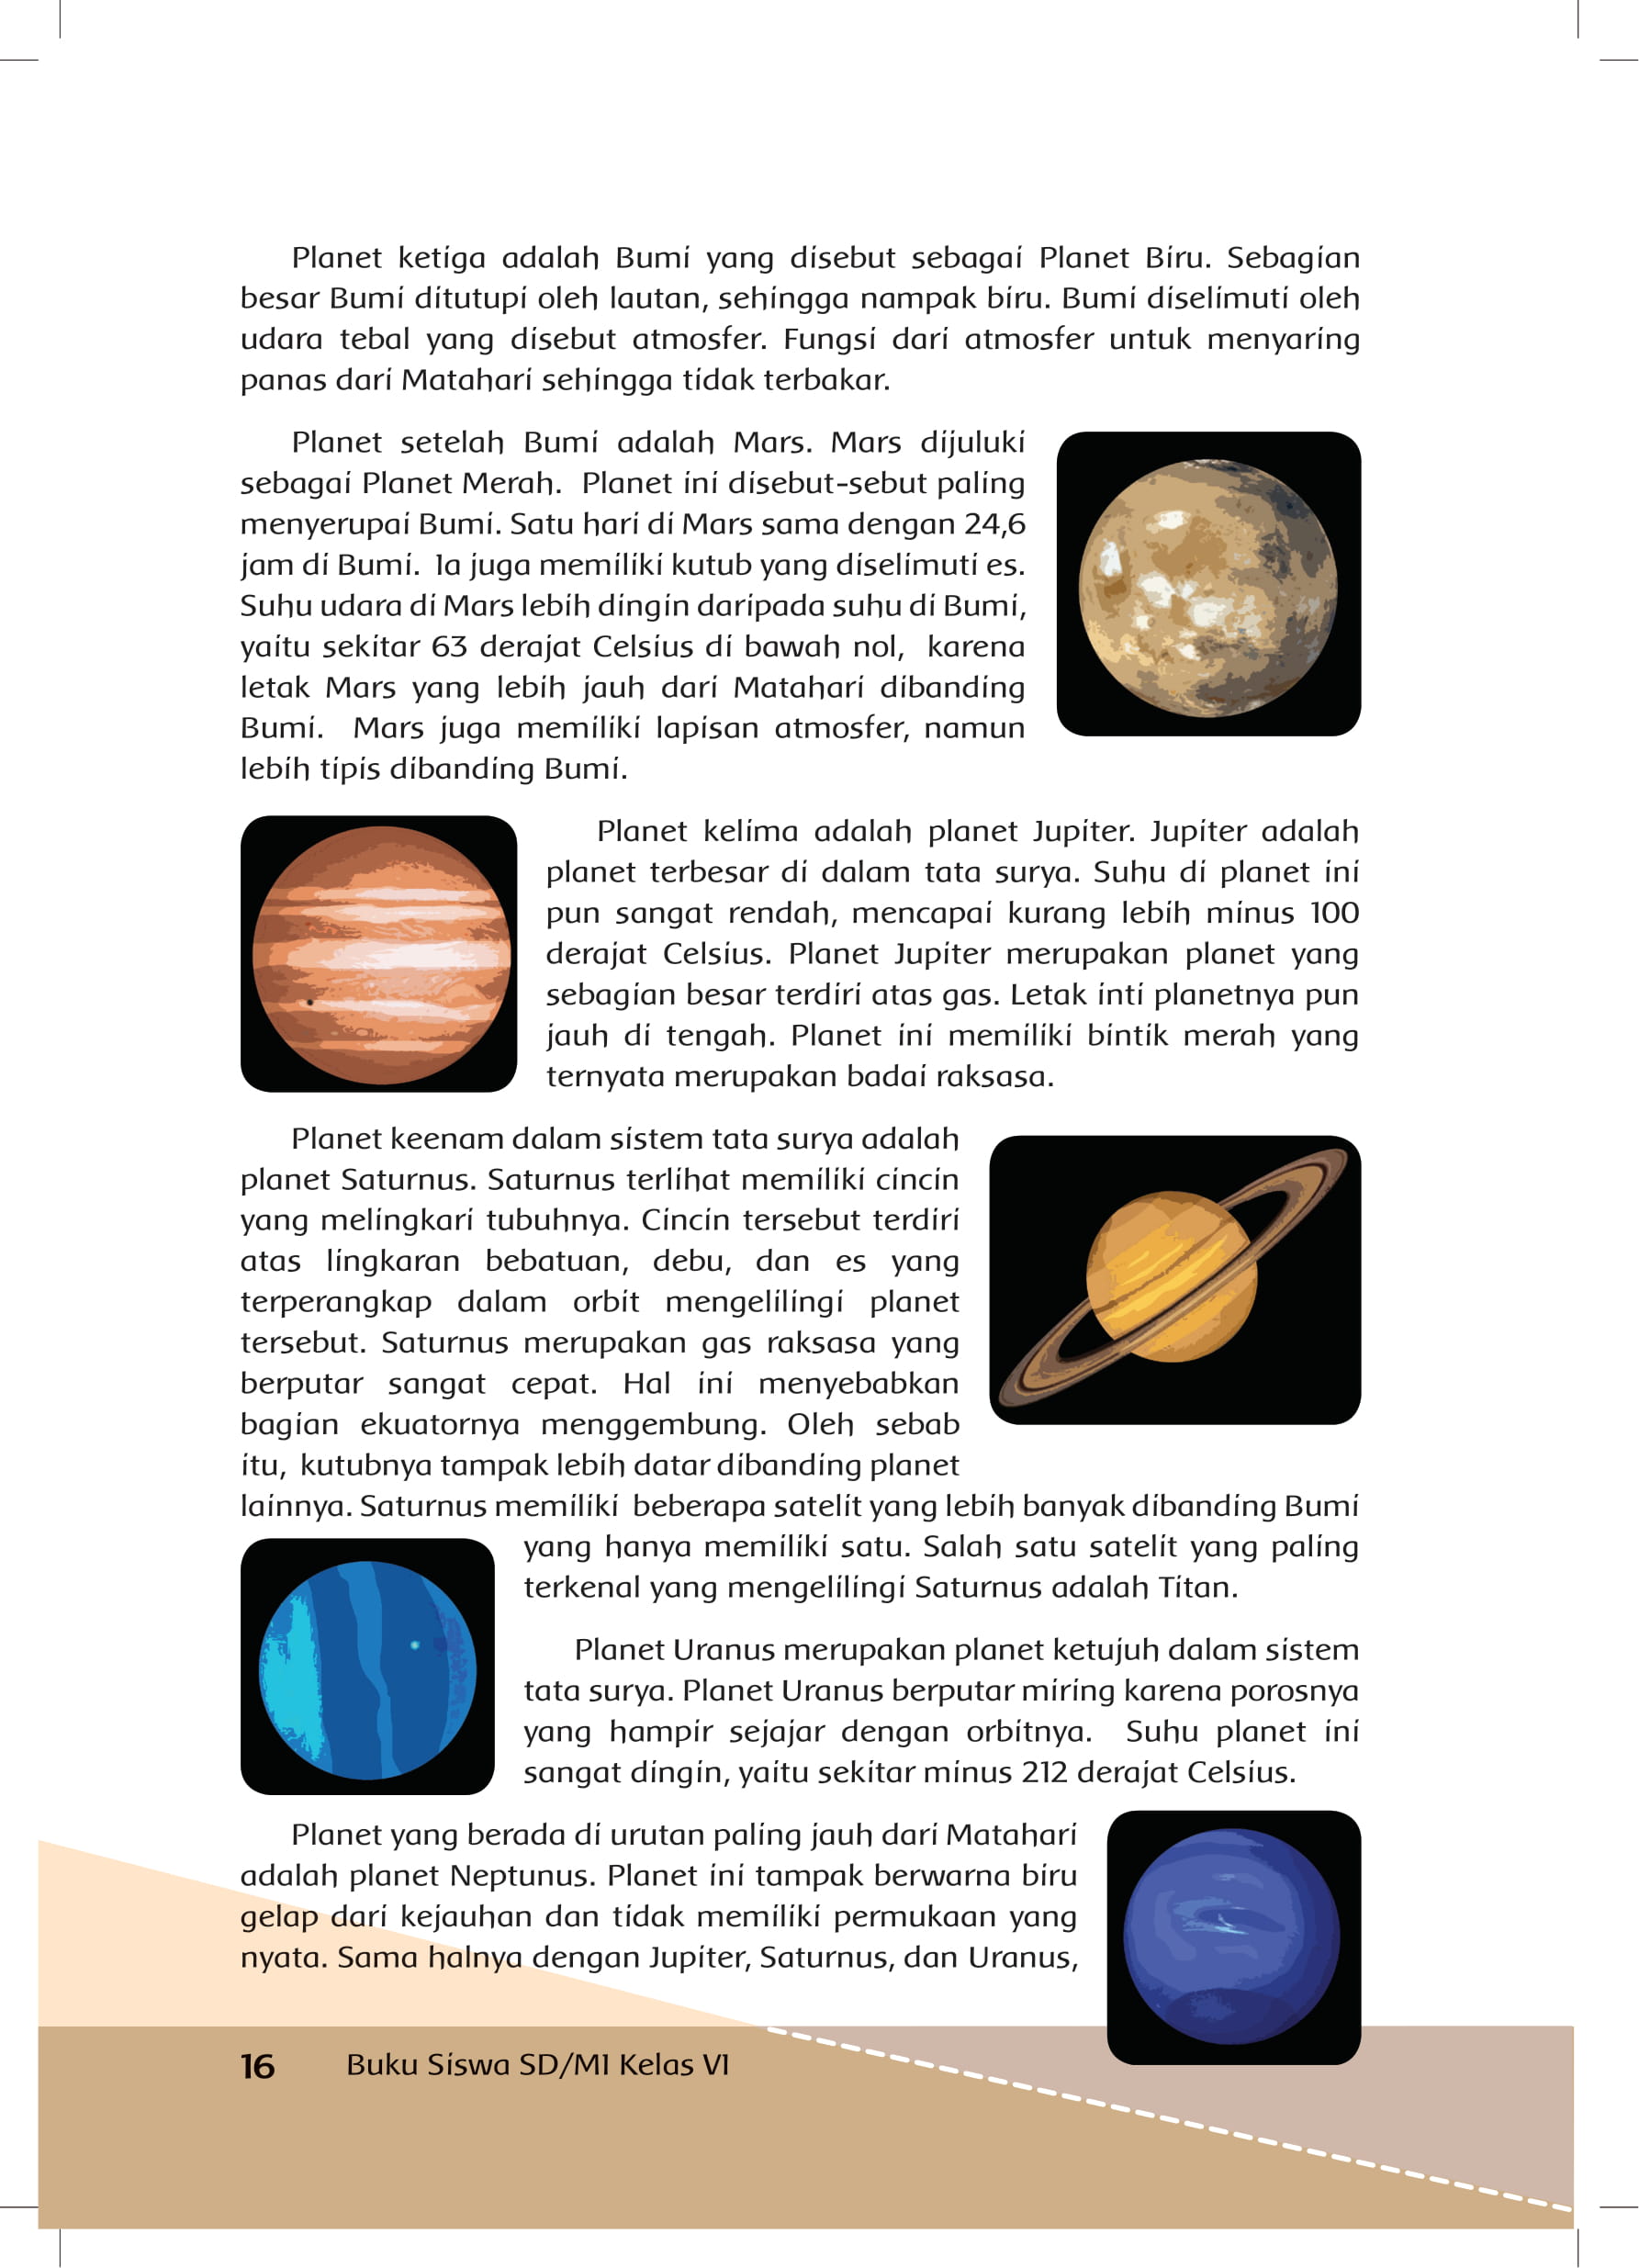 Planet ketiga adalah Bumi yang disebut sebagai Planet Biru. Sebagian
besar Bumi ditutupi oleh lautan, sehingga nampak biru. Bumi diselimuti oleh
udara tebal yang disebut atmosfer. Fungsi dari atmosfer untuk menyaring
panas dari Matahari sehingga tidak terbakar.
Planet setelah Bumi adalah Mars. Mars dijuluki
sebagai Planet Merah. Planet ini disebut-sebut paling
menyerupai Bumi. Satu hari di Mars sama dengan 24,6
jam di Bumi. Ia juga memiliki kutub yang diselimuti es.
Suhu udara di Mars lebih dingin daripada suhu di Bumi,
yaitu sekitar 63 derajat Celsius di bawah nol, karena
letak Mars yang lebih jauh dari Matahari dibanding
Bumi. Mars juga memiliki lapisan atmosfer, namun
lebih tipis dibanding Bumi.
Planet kelima adalah planet Jupiter. Jupiter adalah
planet terbesar di dalam tata surya. Suhu di planet ini
pun sangat rendah, mencapai kurang lebih minus 100
derajat Celsius. Planet Jupiter merupakan planet yang
sebagian besar terdiri atas gas. Letak inti planetnya pun
jauh di tengah. Planet ini memiliki bintik merah yang
ternyata merupakan badai raksasa.
Planet keenam dalam sistem tata surya adalah
planet Saturnus. Saturnus terlihat memiliki cincin
yang melingkari tubuhnya. Cincin tersebut terdiri
atas lingkaran bebatuan, debu, dan es yang
terperangkap dalam orbit mengelilingi planet
tersebut. Saturnus merupakan gas raksasa yang
berputar sangat cepat. Hal ini menyebabkan
bagian ekuatornya menggembung. Oleh sebab
itu, kutubnya tampak lebih datar dibanding planet
lainnya. Saturnus memiliki beberapa satelit yang lebih banyak dibanding Bumi
yang hanya memiliki satu. Salah satu satelit yang paling
terkenal yang mengelilingi Saturnus adalah Titan.
Planet Uranus merupakan planet ketujuh dalam sistem
tata surya. Planet Uranus berputar miring karena porosnya
yang hampir sejajar dengan orbitnya. Suhu planet ini
sangat dingin, yaitu sekitar minus 212 derajat Celsius.
Planet yang berada di urutan paling jauh dari Matahari
adalah planet Neptunus. Planet ini tampak berwarna biru
gelap dari kejauhan dan tidak memiliki permukaan yang
nyata. Sama halnya dengan Jupiter, Saturnus, dan Uranus,
16 Buku Siswa SD/MI Kelas VI